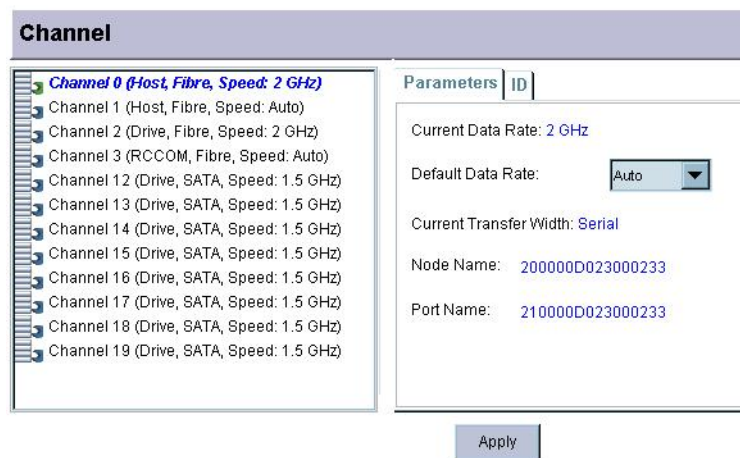 Channel
Channel 0 (Host, Fibre, Speed: 2 GHz)
Channel 1 (Host, Fibre, Speed: Auto)
Channel 2 (Drive, Fibre, Speed: 2 GHz)
Channel 3 (RCCOM, Fibre, Speed: Auto)
Channel 12 (Drive, SATA, Speed: 1.5 GHz)
Channel 13 (Drive, SATA, Speed: 1.5 GHz)
Channel 14 (Drive, SATA, Speed: 1.5 GHz)
Channel 15 (Drive, SATA, Speed: 1.5 GHz)
Channel 16 (Drive, SATA, Speed: 1.5 GHz)
Channel 17 (Drive, SATA, Speed: 1.5 GHz)
Channel 18 (Drive, SATA, Speed: 1.5 GHz)
Channel 19 (Drive, SATA, Speed: 1.5 GHz)
Parameters ID
Current Data Rate: 2 GHz
Default Data Rate: Auto
Current Transfer Width: Serial
Node Name: 200000D023000233
Port Name: 210000D023000233
Apply